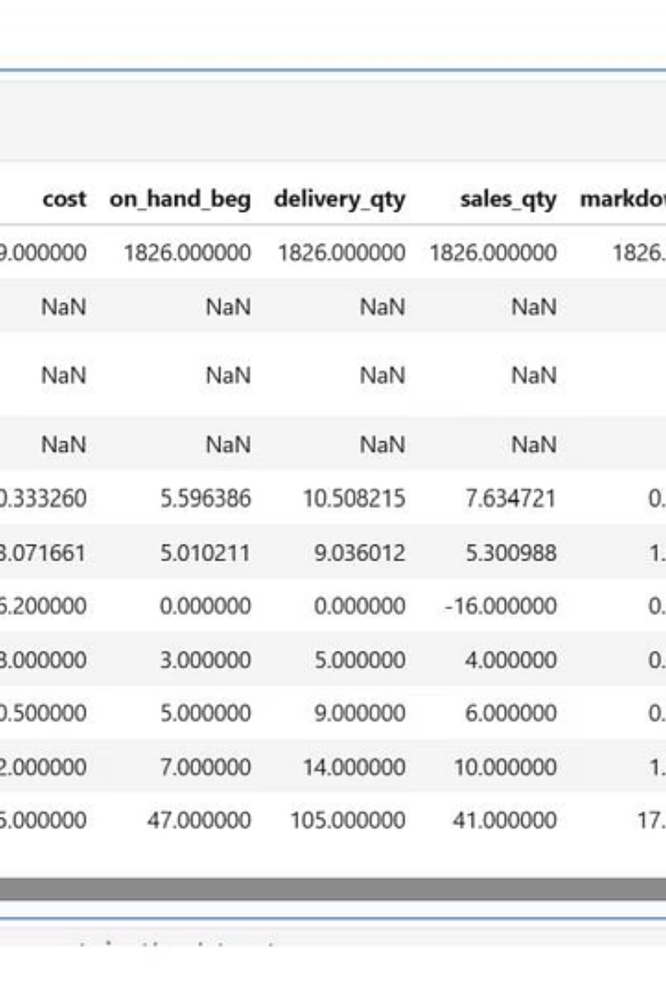 cost on_hand_beg delivery_qty sales_qty markdow
9.000000 1826.000000 1826.000000 1826.000000 1826.
NaN NaN NaN NaN
NaN NaN NaN NaN
NaN NaN NaN NaN
0.333260 5.596386 10.508215 7.634721 0.
3.071661 5.010211 9.036012 5.300988 1.
6.200000 0.000000 0.000000 -16.000000 0.
8.000000 3.000000 5.000000 4.000000 0.
0.500000 5.000000 9.000000 6.000000 0.
2.000000 7.000000 14.000000 10.000000 1.
5.000000 47.000000 105.000000 41.000000 17.